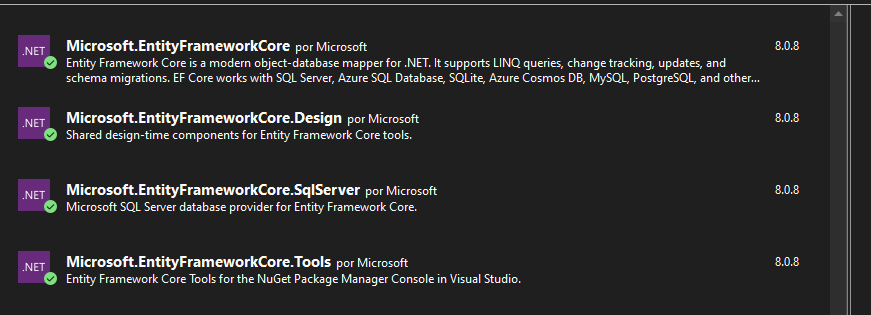 .NET
Microsoft.EntityFrameworkCore por Microsoft 8.0.8
Entity Framework Core is a modern object-database mapper for .NET. It supports LINQ queries, change tracking, updates, and
schema migrations. EF Core works with SQL Server, Azure SQL Database, SQLite, Azure Cosmos DB, MySQL, PostgreSQL, and other...
.NET
Microsoft.EntityFrameworkCore.Design por Microsoft 8.0.8
Shared design-time components for Entity Framework Core tools.
.NET
Microsoft.EntityFrameworkCore.SqlServer por Microsoft 8.0.8
Microsoft SQL Server database provider for Entity Framework Core.
.NET
Microsoft.EntityFrameworkCore.Tools por Microsoft 8.0.8
Entity Framework Core Tools for the NuGet Package Manager Console in Visual Studio.